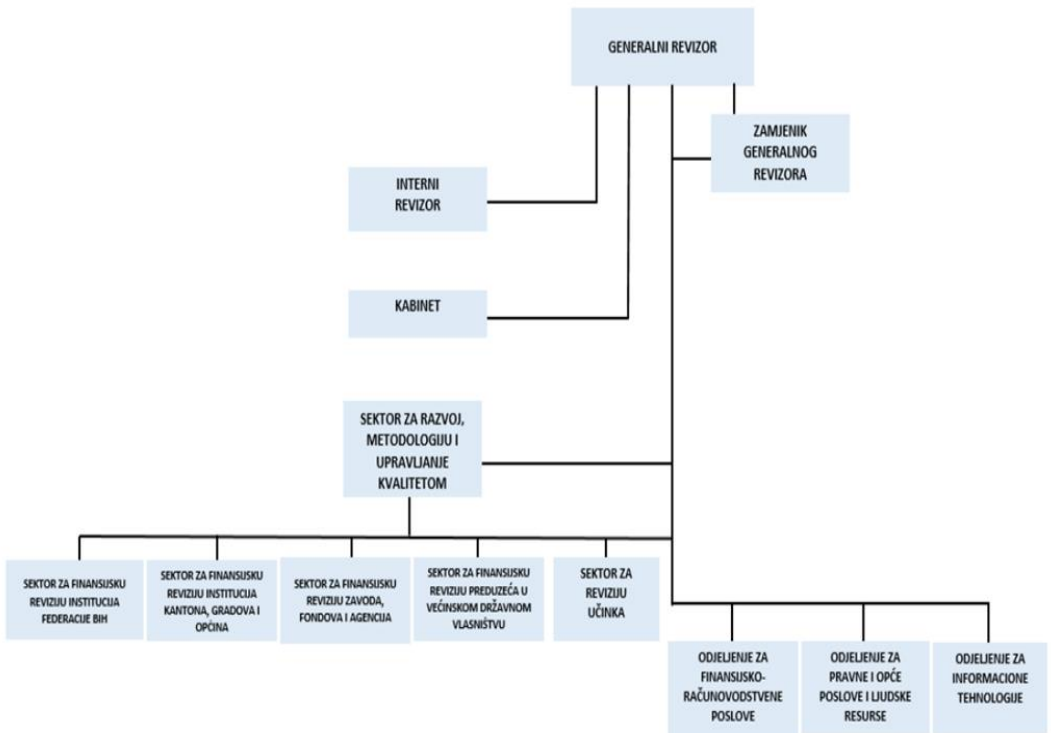 GENERALNI REVIZOR
ZAMJENIK
GENERALNOG
REVIZORA
INTERNI
REVIZOR
KABINET
SEKTOR ZA RAZVOJ,
METODOLOGIJU I
UPRAVLJANJE
KVALITETOM
SEKTOR ZA FINANSIJSKU
REVIZIJU INSTITUCIJA
FEDERACIJE BIH
SEKTOR ZA FINANSIJSKU
REVIZIJU INSTITUCIJA
KANTONA, GRADOVA I
OPĆINA
SEKTOR ZA FINANSIJSKU
REVIZIJU ZAVODA,
FONDOVA I AGENCIJA
SEKTOR ZA FINANSIJSKU
REVIZIJU PREDUZEĆA U
VEĆINSKOM DRŽAVNOM
VLASNIŠTVU
SEKTOR ZA
REVIZIJU
UČINKA
ODJELJENJE ZA
FINANSIJSKO-
RAČUNOVODSTVENE
POSLOVE
ODJELJENJE ZA
PRAVNE I OPĆE
POSLOVE I LJUDSKE
RESURSE
ODJELJENJE ZA
INFORMACIONE
TEHNOLOGIJE